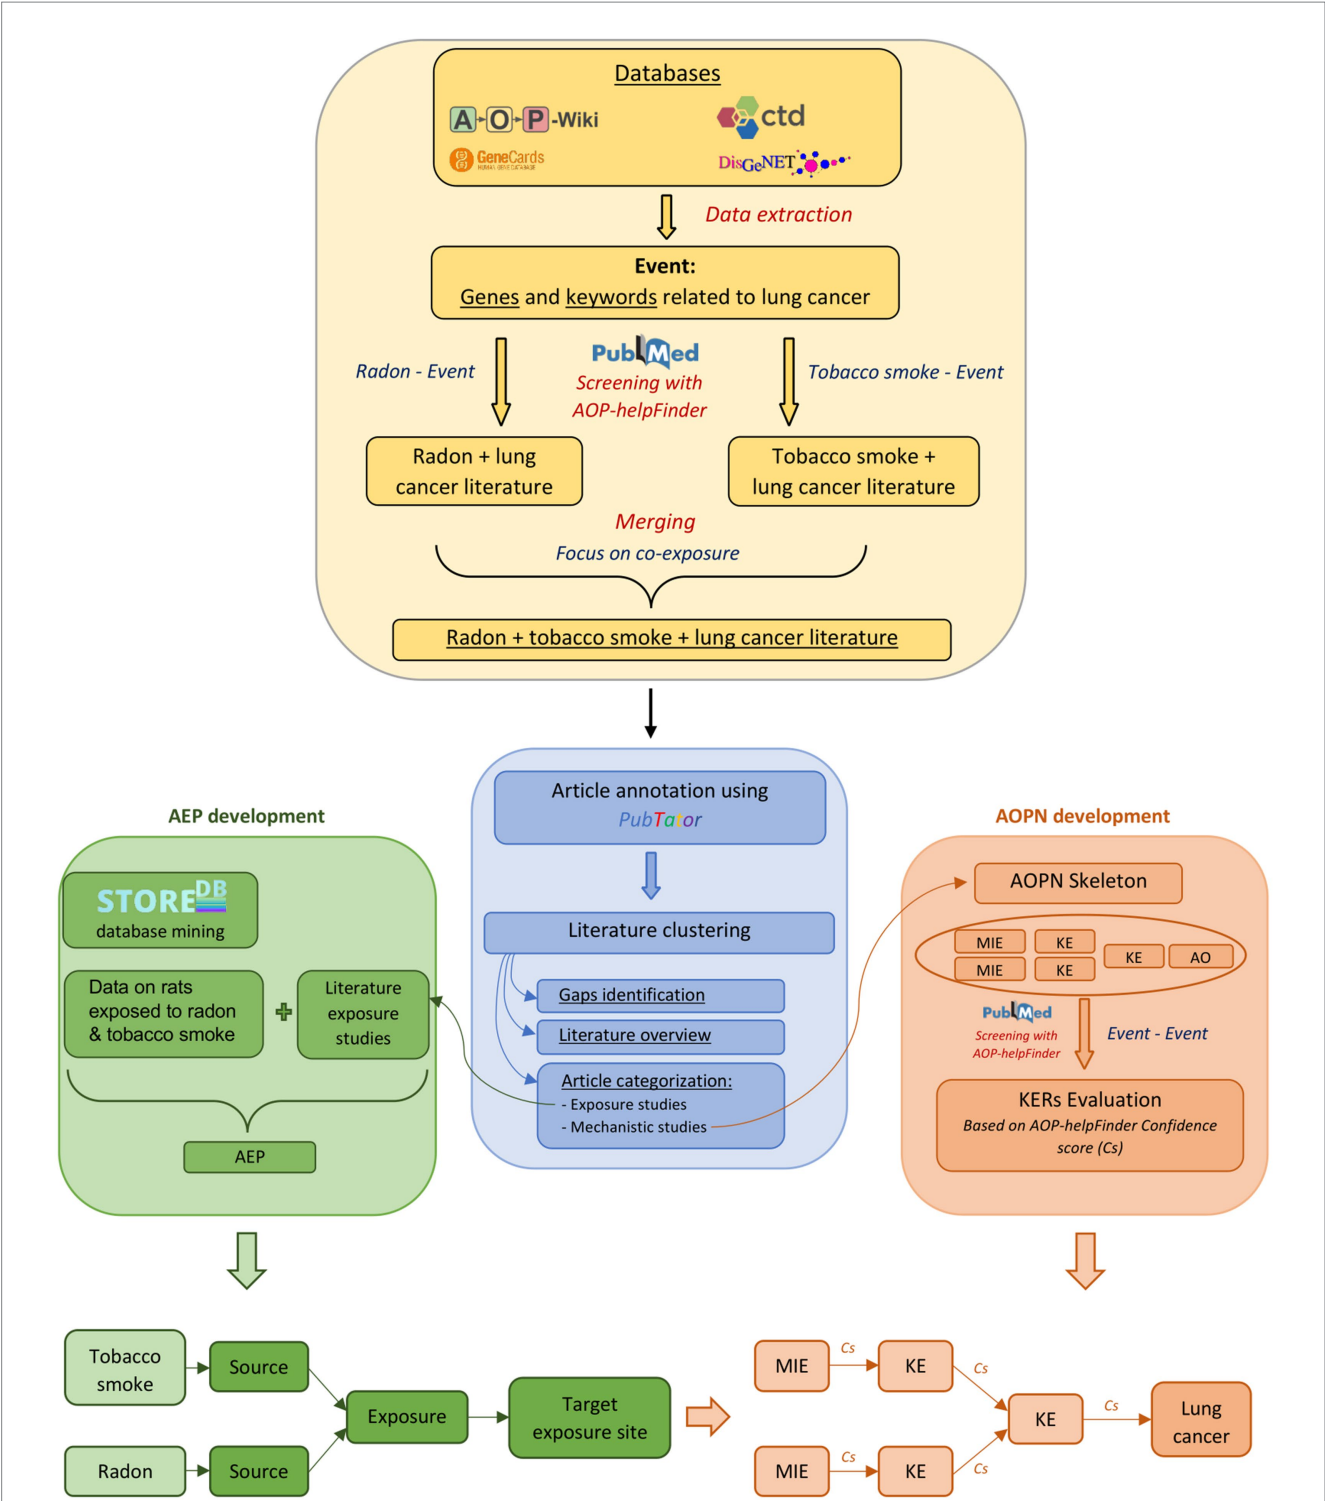 Databases
A-O-P-Wiki
ctd
GeneCards
HUMAN GENE DATABASE
DisGeNET
Data extraction
Event:
Genes and keywords related to lung cancer
PubMed
Radon - Event
Screening with
AOP-helpFinder
Tobacco smoke - Event
Radon + lung
cancer literature
Tobacco smoke +
lung cancer literature
Merging
Focus on co-exposure
Radon + tobacco smoke + lung cancer literature
Article annotation using
PubTator
Literature clustering
Gaps identification
Literature overview
Article categorization:
- Exposure studies
- Mechanistic studies
AEP development
STOREDB
database mining
Data on rats
exposed to radon
& tobacco smoke
+
Literature
exposure
studies
AEP
AOPN development
AOPN Skeleton
MIE KE
MIE KE
KE AO
PubMed
Screening with
AOP-helpFinder
Event - Event
KERs Evaluation
Based on AOP-helpFinder Confidence
score (Cs)
Tobacco
smoke
Source
Radon
Source
Exposure
Target
exposure site
MIE Cs KE Cs
MIE Cs KE Cs
KE Cs
Lung
cancer